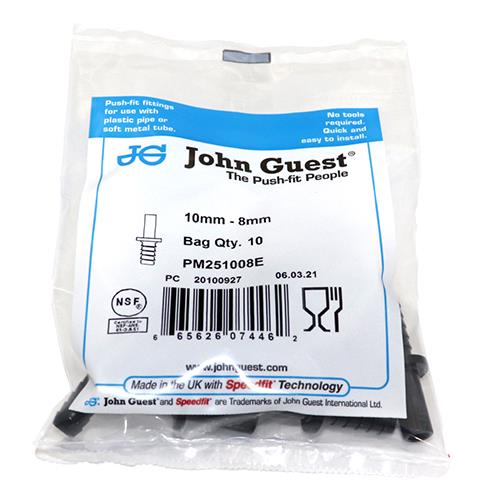 Push-fit fittings
for use with
plastic pipe or
soft metal tube.
No tools
required.
Quick and
easy to install.
JG John Guest®
The Push-fit People
10mm - 8mm
Bag Qty. 10
PM251008E
PC 20100927 06.03.21
NSF®
Certified to
6 65626 07446 2
www.johnguest.com
Made in the UK with Speedfit® Technology
JG John Guest® and Speedfit® are Trademarks of John Guest International Ltd.